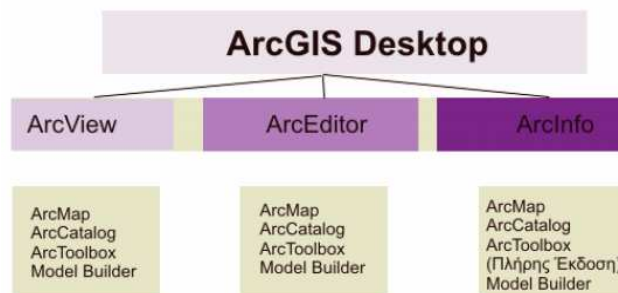 ArcGIS Desktop
ArcView
ArcEditor
ArcInfo
ArcMap
ArcCatalog
ArcToolbox
Model Builder
ArcMap
ArcCatalog
ArcToolbox
Model Builder
ArcMap
ArcCatalog
ArcToolbox
(Πλήρης Έκδοση)
Model Builder